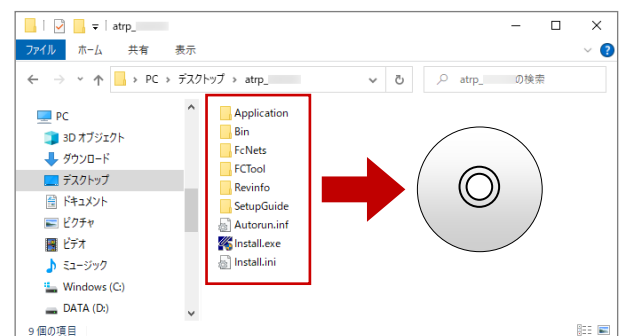 atrp_
ファイル ホーム 共有 表示
PC › デスクトップ › atrp_
atrp_ の検索
PC
3D オブジェクト
ダウンロード
デスクトップ
ドキュメント
ピクチャ
ビデオ
ミュージック
Windows (C:)
DATA (D:)
Application
Bin
FcNets
FCTool
Revinfo
SetupGuide
Autorun.inf
Install.exe
Install.ini
9 個の項目